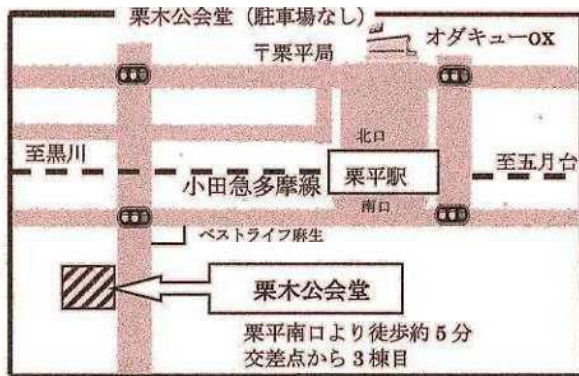 栗木公会堂（駐車場なし）
オダキューOX
〒栗平局
北口
至黒川
小田急多摩線
栗平駅
至五月台
南口
ベストライフ麻生
栗木公会堂
栗平南口より徒歩約５分
交差点から３棟目